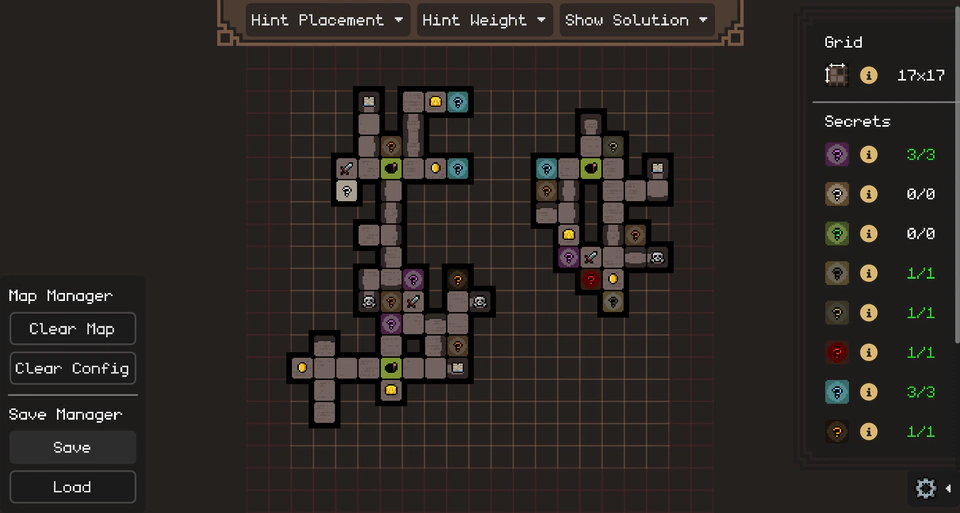 Hint Placement
Hint Weight
Show Solution
Grid
17x17
Secrets
3/3
0/0
0/0
1/1
1/1
1/1
3/3
1/1
Map Manager
Clear Map
Clear Config
Save Manager
Save
Load